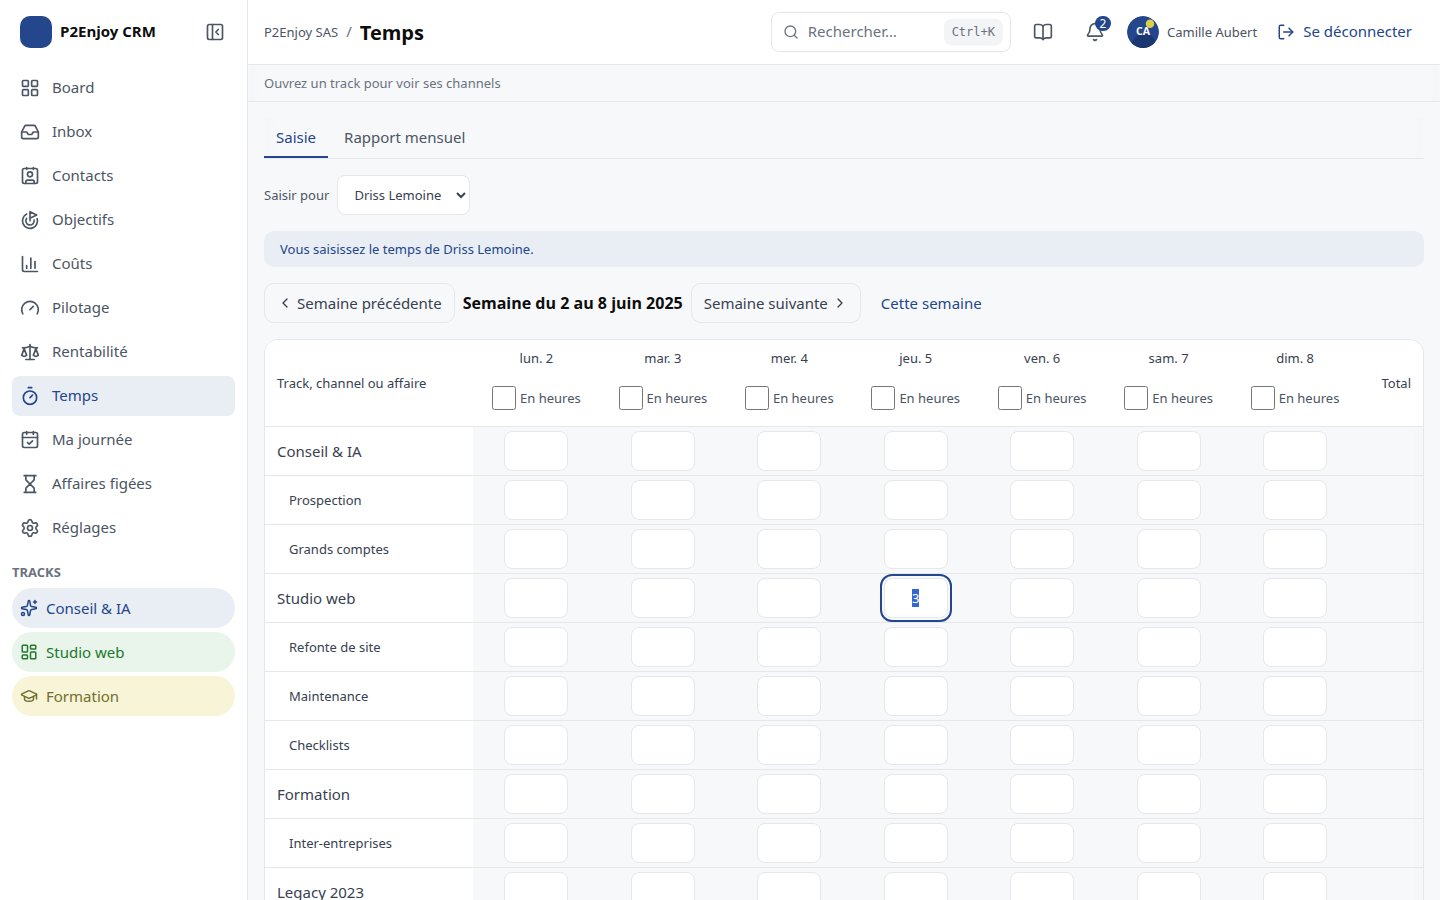 P2Enjoy CRM
Board
Inbox
Contacts
Objectifs
Coûts
Pilotage
Rentabilité
Temps
Ma journée
Affaires figées
Réglages
TRACKS
Conseil & IA
Studio web
Formation
P2Enjoy SAS / Temps
Rechercher... Ctrl+K
2
CA
Camille Aubert
Se déconnecter
Ouvrez un track pour voir ses channels
Saisie Rapport mensuel
Saisir pour Driss Lemoine
Vous saisissez le temps de Driss Lemoine.
Semaine précédente Semaine du 2 au 8 juin 2025 Semaine suivante Cette semaine
Track, channel ou affaire lun. 2 mar. 3 mer. 4 jeu. 5 ven. 6 sam. 7 dim. 8 Total
En heures En heures En heures En heures En heures En heures En heures
Conseil & IA
Prospection
Grands comptes
Studio web 3
Refonte de site
Maintenance
Checklists
Formation
Inter-entreprises
Legacy 2023